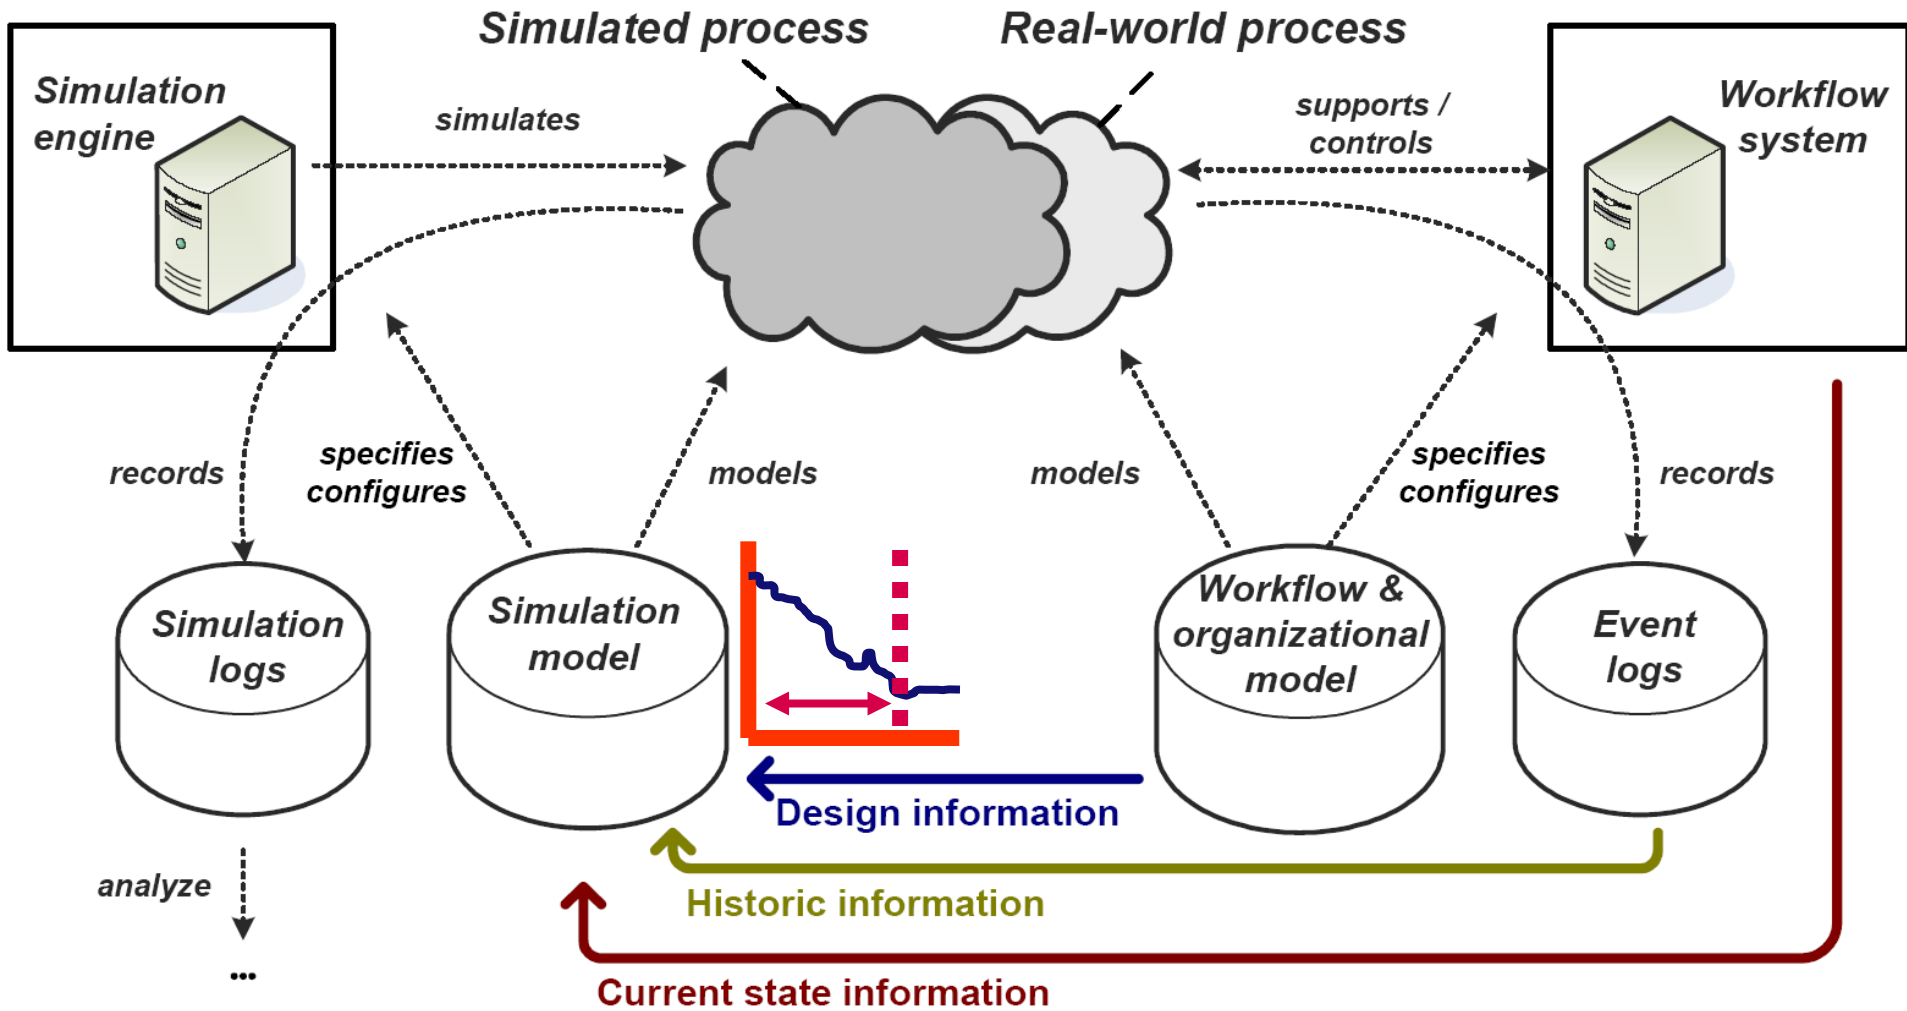 Simulated process
Real-world process
Simulation
engine
simulates
supports /
controls
Workflow
system
records
specifies
configures
models
models
specifies
configures
records
Simulation
logs
Simulation
model
Workflow &
organizational
model
Event
logs
Design information
analyze
Historic information
...
Current state information